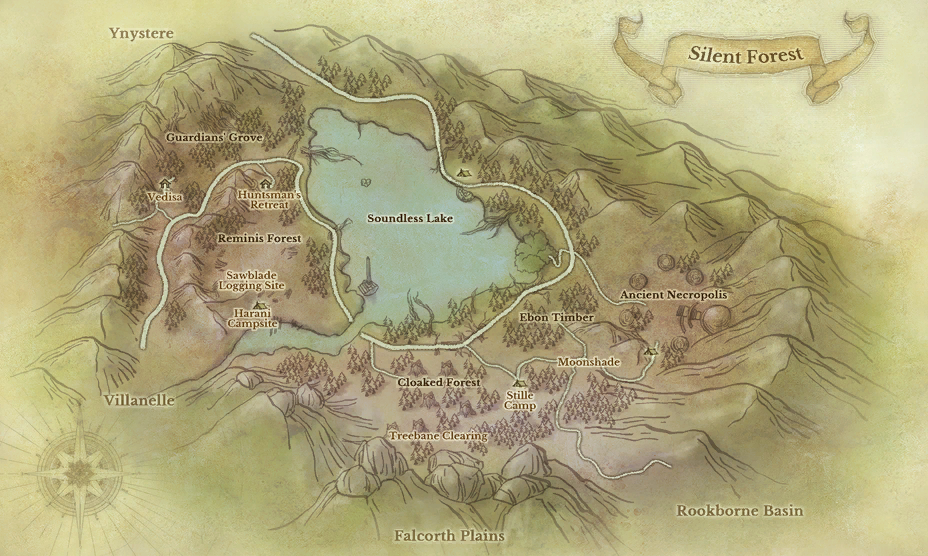 Ynystere
Silent Forest
Guardians' Grove
Vedisa
Huntsman's
Retreat
Soundless Lake
Reminis Forest
Sawblade
Logging Site
Harani
Campsite
Ancient Necropolis
Ebon Timber
Moonshade
Cloaked Forest
Stille
Camp
Villanelle
Treebane Clearing
Rookborne Basin
Falcorth Plains